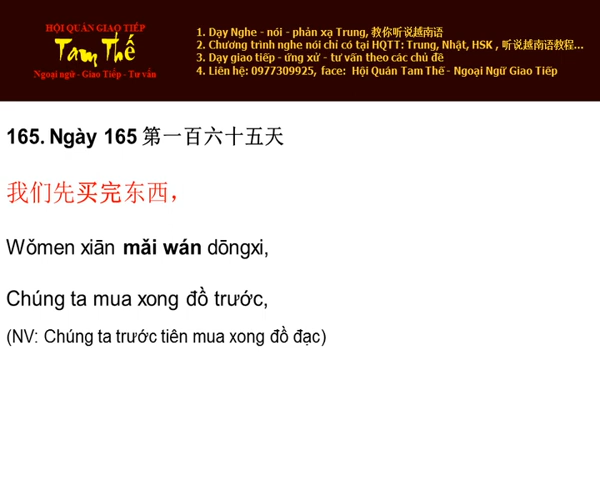 HỘI QUÁN GIAO TIẾP
Tam Thế
Ngoại ngữ - Giao Tiếp - Tư vấn
1. Dạy Nghe - nói - phản xạ Trung, 教你听说越南语
2. Chương trình nghe nói chỉ có tại HQTT: Trung, Nhật, HSK , 听说越南语教程...
3. Dạy giao tiếp - ứng xử - tư vấn theo các chủ đề
4. Liên hệ: 0977309925, face: Hội Quán Tam Thế - Ngoại Ngữ Giao Tiếp
165. Ngày 165 第一百六十五天
我们先买完东西，
Wǒmen xiān mǎi wán dōngxi,
Chúng ta mua xong đồ trước,
(NV: Chúng ta trước tiên mua xong đồ đạc)